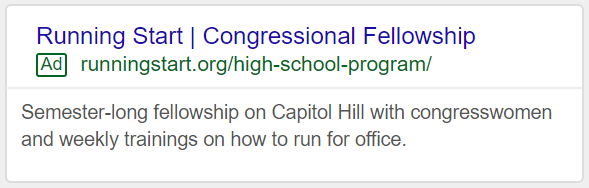 Running Start | Congressional Fellowship
Ad runningstart.org/high-school-program/
Semester-long fellowship on Capitol Hill with congresswomen
and weekly trainings on how to run for office.